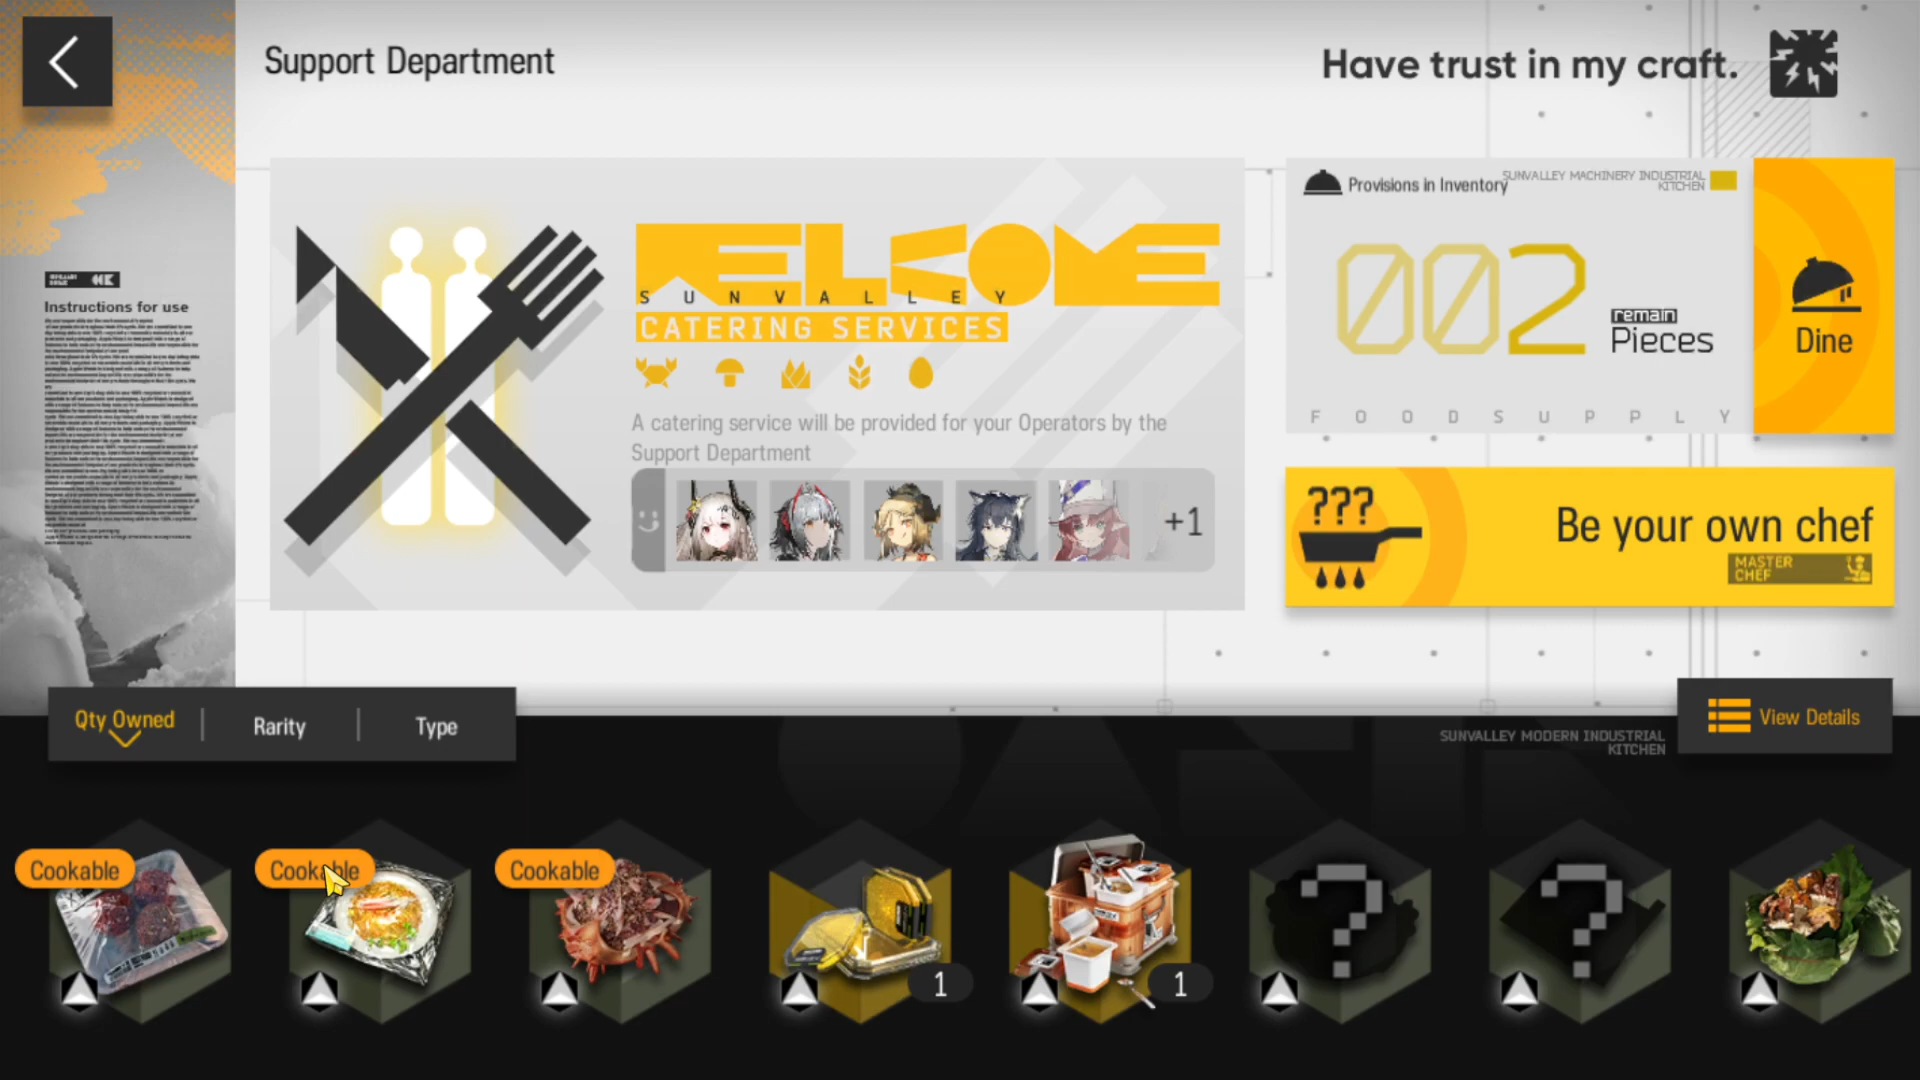 Support Department
Have trust in my craft.
Instructions for use
WELCOME
SUNVALLEY
CATERING SERVICES
A catering service will be provided for your Operators by the
Support Department
+1
Provisions in Inventory
SUNVALLEY MACHINERY INDUSTRIAL
KITCHEN
002
remain
Pieces
FOODSUPPLY
Dine
???
Be your own chef
MASTER
CHEF
Qty Owned
Rarity
Type
SUNVALLEY MODERN INDUSTRIAL
KITCHEN
View Details
Cookable
Cookable
Cookable
1
1
?
?